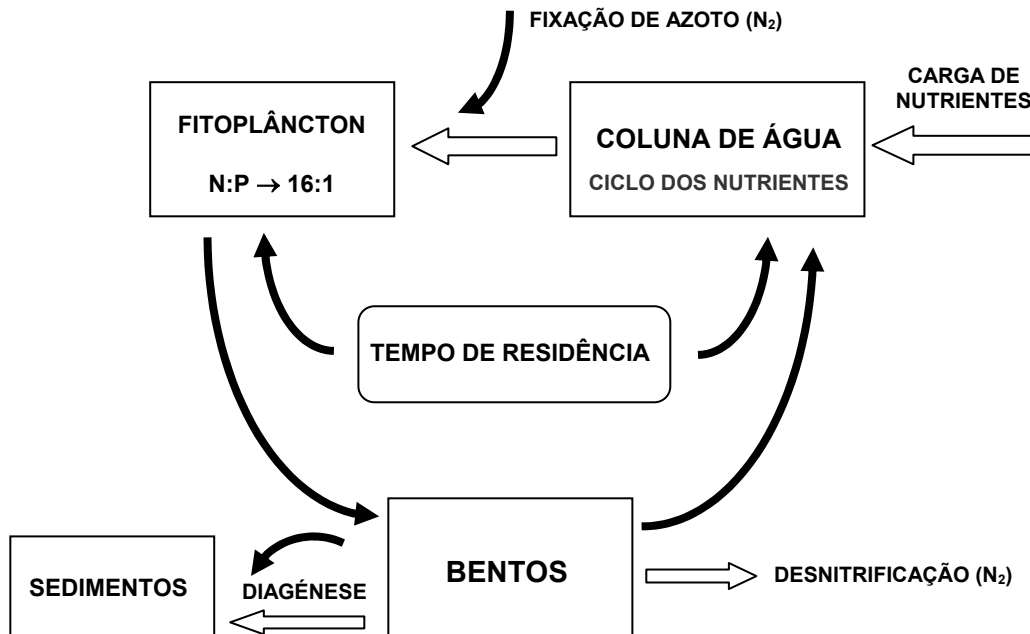 FIXAÇÃO DE AZOTO (N₂)
CARGA DE
NUTRIENTES
FITOPLÂNCTON
N:P → 16:1
COLUNA DE ÁGUA
CICLO DOS NUTRIENTES
TEMPO DE RESIDÊNCIA
BENTOS
SEDIMENTOS
DIAGÉNESE
DESNITRIFICAÇÃO (N₂)